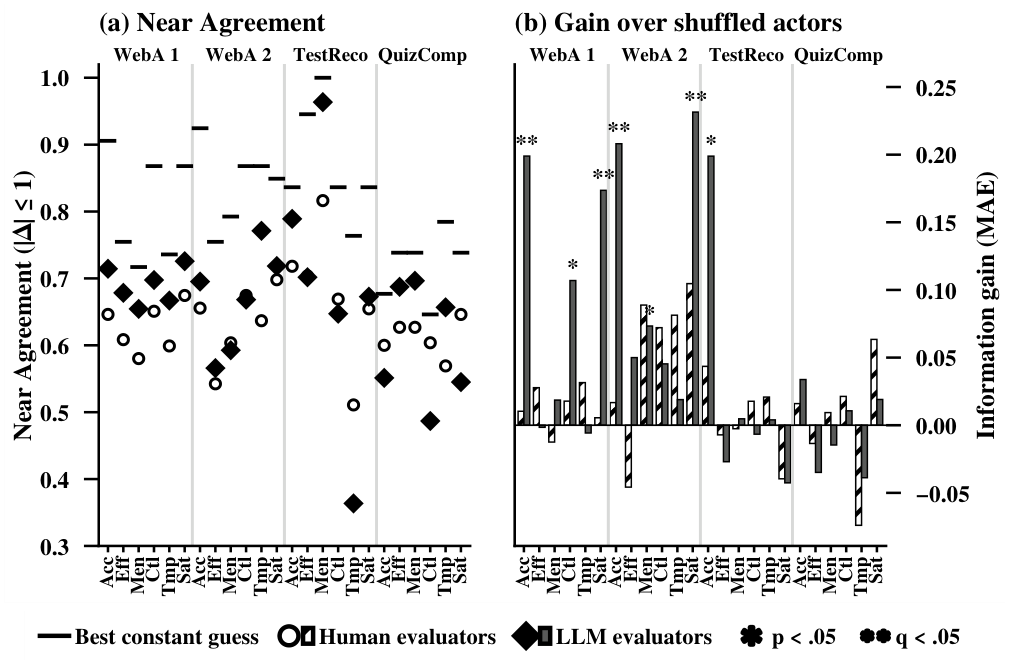 (a) Near Agreement
(b) Gain over shuffled actors
WebA 1 WebA 2 TestReco QuizComp
WebA 1 WebA 2 TestReco QuizComp
Near Agreement (|Δ| ≤ 1)
1.0
0.9
0.8
0.7
0.6
0.5
0.4
0.3
Acc Eff Men Ctl Tmp Sat Acc Eff Men Ctl Tmp Sat Acc Eff Men Ctl Tmp Sat Acc Eff Men Ctl Tmp Sat
** * ** ** * ** *
0.25
0.20
0.15
0.10
0.05
0.00
−0.05
Information gain (MAE)
Acc Eff Men Ctl Tmp Sat Acc Eff Men Ctl Tmp Sat Acc Eff Men Ctl Tmp Sat Acc Eff Men Ctl Tmp Sat
Best constant guess Human evaluators LLM evaluators * p < .05 ** q < .05